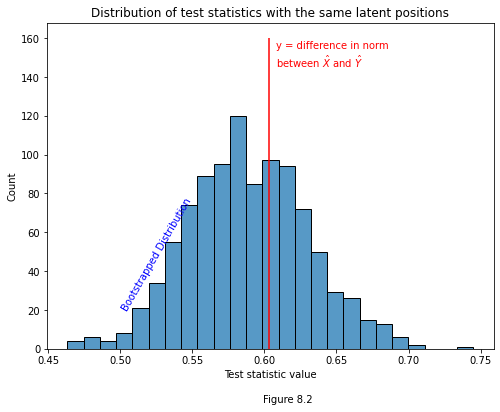 Distribution of test statistics with the same latent positions
160
140
120
100
80
60
40
20
0
Count
y = difference in norm
between X̂ and Ŷ
Bootstrapped Distribution
0.45 0.50 0.55 0.60 0.65 0.70 0.75
Test statistic value
Figure 8.2